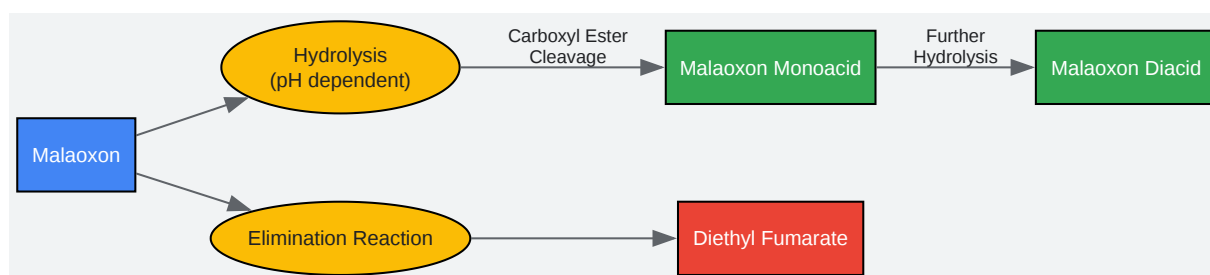 Hydrolysis
(pH dependent)
Carboxyl Ester
Cleavage
Malaoxon Monoacid
Further
Hydrolysis
Malaoxon Diacid
Malaoxon
Elimination Reaction
Diethyl Fumarate